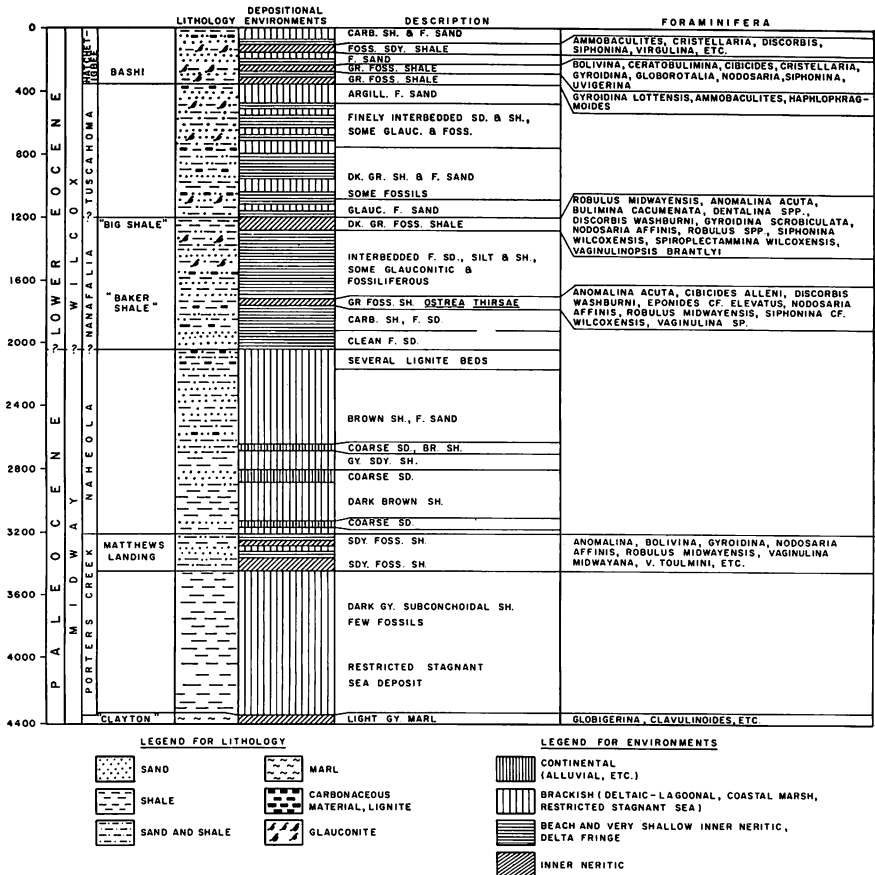 LITHOLOGY
DEPOSITIONAL
ENVIRONMENTS
DESCRIPTION
FORAMINIFERA
0
400
800
1200
1600
2000
2400
2800
3200
3600
4000
4400
PALEOCENE
? LOWER EOCENE
MIDWAY
? WILCOX
PORTERS CREEK
NAHEOLA
? NANAFALIA
? TUSCAHOMA
HATCHET-
IGBEE
BASHI
"BIG SHALE"
"BAKER
SHALE"
MATTHEWS
LANDING
"CLAYTON"
CARB. SH. & F. SAND
FOSS. SDY. SHALE
F. SAND
GR. FOSS. SHALE
GR. FOSS. SHALE
ARGILL. F. SAND
FINELY INTERBEDDED SD. & SH.,
SOME GLAUC. & FOSS.
DK. GR. SH. & F. SAND
SOME FOSSILS
GLAUC. F. SAND
DK. GR. FOSS. SHALE
INTERBEDDED F. SD., SILT & SH.,
SOME GLAUCONITIC &
FOSSILIFEROUS
GR FOSS. SH. OSTREA THIRSAE
CARB. SH., F. SD.
CLEAN F. SD.
SEVERAL LIGNITE BEDS
BROWN SH., F. SAND
COARSE SD., BR. SH.
GY. SDY. SH.
COARSE SD.
DARK BROWN SH.
COARSE SD.
SDY. FOSS. SH.
SDY. FOSS. SH.
DARK GY. SUBCONCHOIDAL SH.
FEW FOSSILS
RESTRICTED STAGNANT
SEA DEPOSIT
LIGHT GY. MARL
AMMOBACULITES, CRISTELLARIA, DISCORBIS,
SIPHONINA, VIRGULINA, ETC.
BOLIVINA, CERATOBULIMINA, CIBICIDES, CRISTELLARIA,
GYROIDINA, GLOBOROTALIA, NODOSARIA, SIPHONINA,
UVIGERINA
GYROIDINA LOTTENSIS, AMMOBACULITES, HAPHLOPHRAG-
MOIDES
ROBULUS MIDWAYENSIS, ANOMALINA ACUTA,
BULIMINA CACUMENATA, DENTALINA SPP.,
DISCORBIS WASHBURNI, GYROIDINA SCROBICULATA,
NODOSARIA AFFINIS, ROBULUS SPP., SIPHONINA
WILCOXENSIS, SPIROPLECTAMMINA WILCOXENSIS,
VAGINULINOPSIS BRANTLYI
ANOMALINA ACUTA, CIBICIDES ALLENI, DISCORBIS
WASHBURNI, EPONIDES CF. ELEVATUS, NODOSARIA
AFFINIS, ROBULUS MIDWAYENSIS, SIPHONINA CF.
WILCOXENSIS, VAGINULINA SP.
ANOMALINA, BOLIVINA, GYROIDINA, NODOSARIA
AFFINIS, ROBULUS MIDWAYENSIS, VAGINULINA
MIDWAYANA, V. TOULMINI, ETC.
GLOBIGERINA, CLAVULINOIDES, ETC.
LEGEND FOR LITHOLOGY
SAND
SHALE
SAND AND SHALE
MARL
CARBONACEOUS
MATERIAL, LIGNITE
GLAUCONITE
LEGEND FOR ENVIRONMENTS
CONTINENTAL
(ALLUVIAL, ETC.)
BRACKISH (DELTAIC-LAGOONAL, COASTAL MARSH,
RESTRICTED STAGNANT SEA)
BEACH AND VERY SHALLOW INNER NERITIC,
DELTA FRINGE
INNER NERITIC